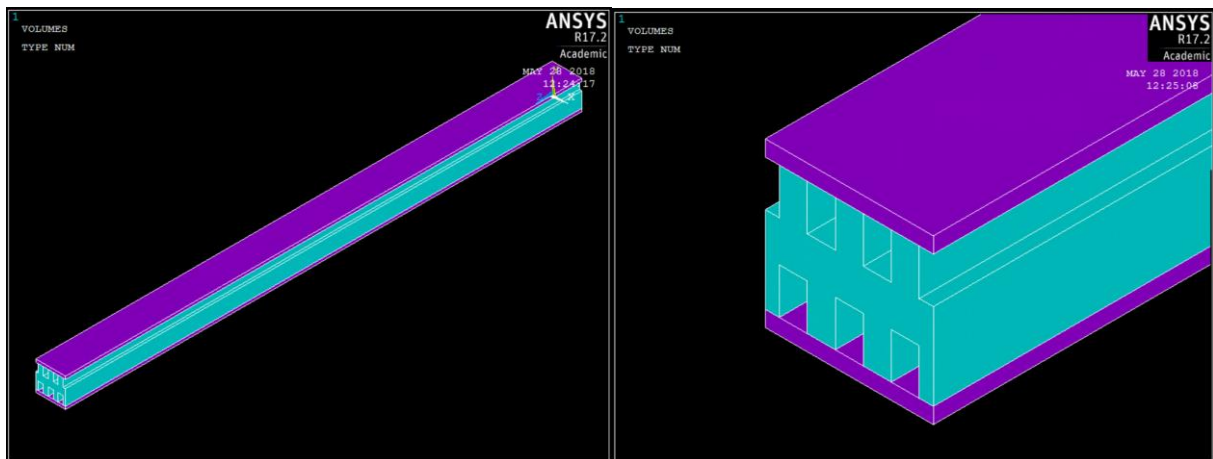 1
VOLUMES
TYPE NUM
ANSYS
R17.2
Academic
MAY 28 2018
12:24:17
Z X
1
VOLUMES
TYPE NUM
ANSYS
R17.2
Academic
MAY 28 2018
12:25:08